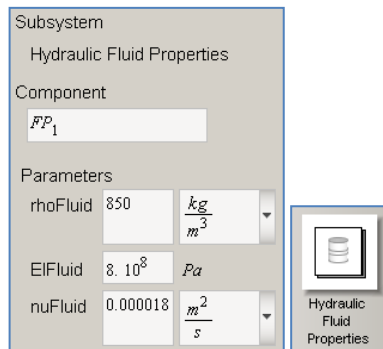 Subsystem
Hydraulic Fluid Properties
Component
FP₁
Parameters
rhoFluid 850 kg/m³
ElFluid 8. 10⁸ Pa
nuFluid 0.000018 m²/s
Hydraulic
Fluid
Properties